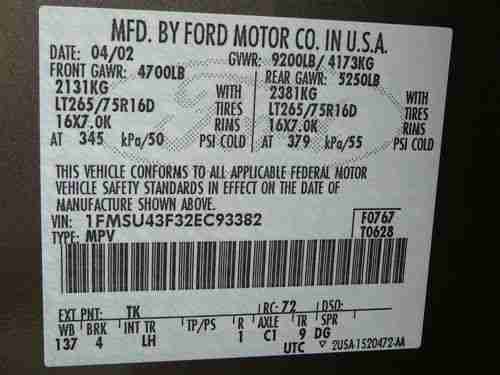 MFD. BY FORD MOTOR CO. IN U.S.A.
DATE: 04/02 GVWR: 9200LB/4173KG
FRONT GAWR: 4700LB REAR GAWR: 5250LB
2131KG WITH 2381KG WITH
LT265/75R16D TIRES LT265/75R16D TIRES
16X7.0K RIMS 16X7.0K RIMS
AT 345 kPa/50 PSI COLD AT 379 kPa/55 PSI COLD
THIS VEHICLE CONFORMS TO ALL APPLICABLE FEDERAL MOTOR
VEHICLE SAFETY STANDARDS IN EFFECT ON THE DATE OF
MANUFACTURE SHOWN ABOVE.
VIN: 1FMSU43F32EC93382 F0767
TYPE: MPV T0628
EXT PNT: TK RC: 72 DSO:
WB BRK INT TR TP/PS R AXLE TR SPR
137 4 LH 1 C1 9 DG
UTC ▽ 2USA-1520472-AA